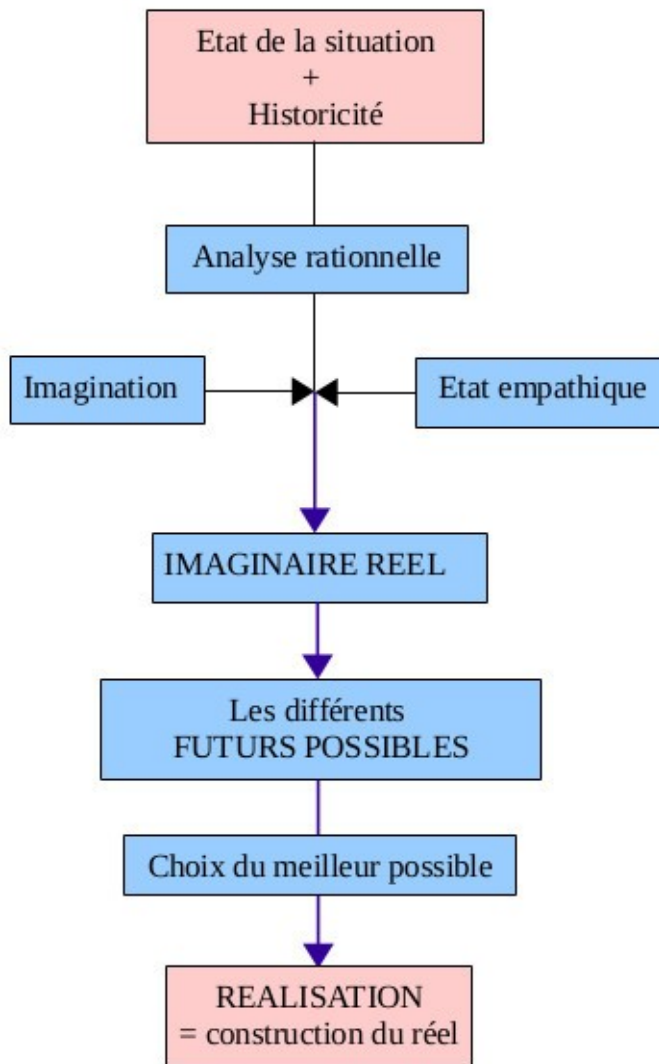 Etat de la situation
+
Historicité
Analyse rationnelle
Imagination
Etat empathique
IMAGINAIRE REEL
Les différents
FUTURS POSSIBLES
Choix du meilleur possible
REALISATION
= construction du réel